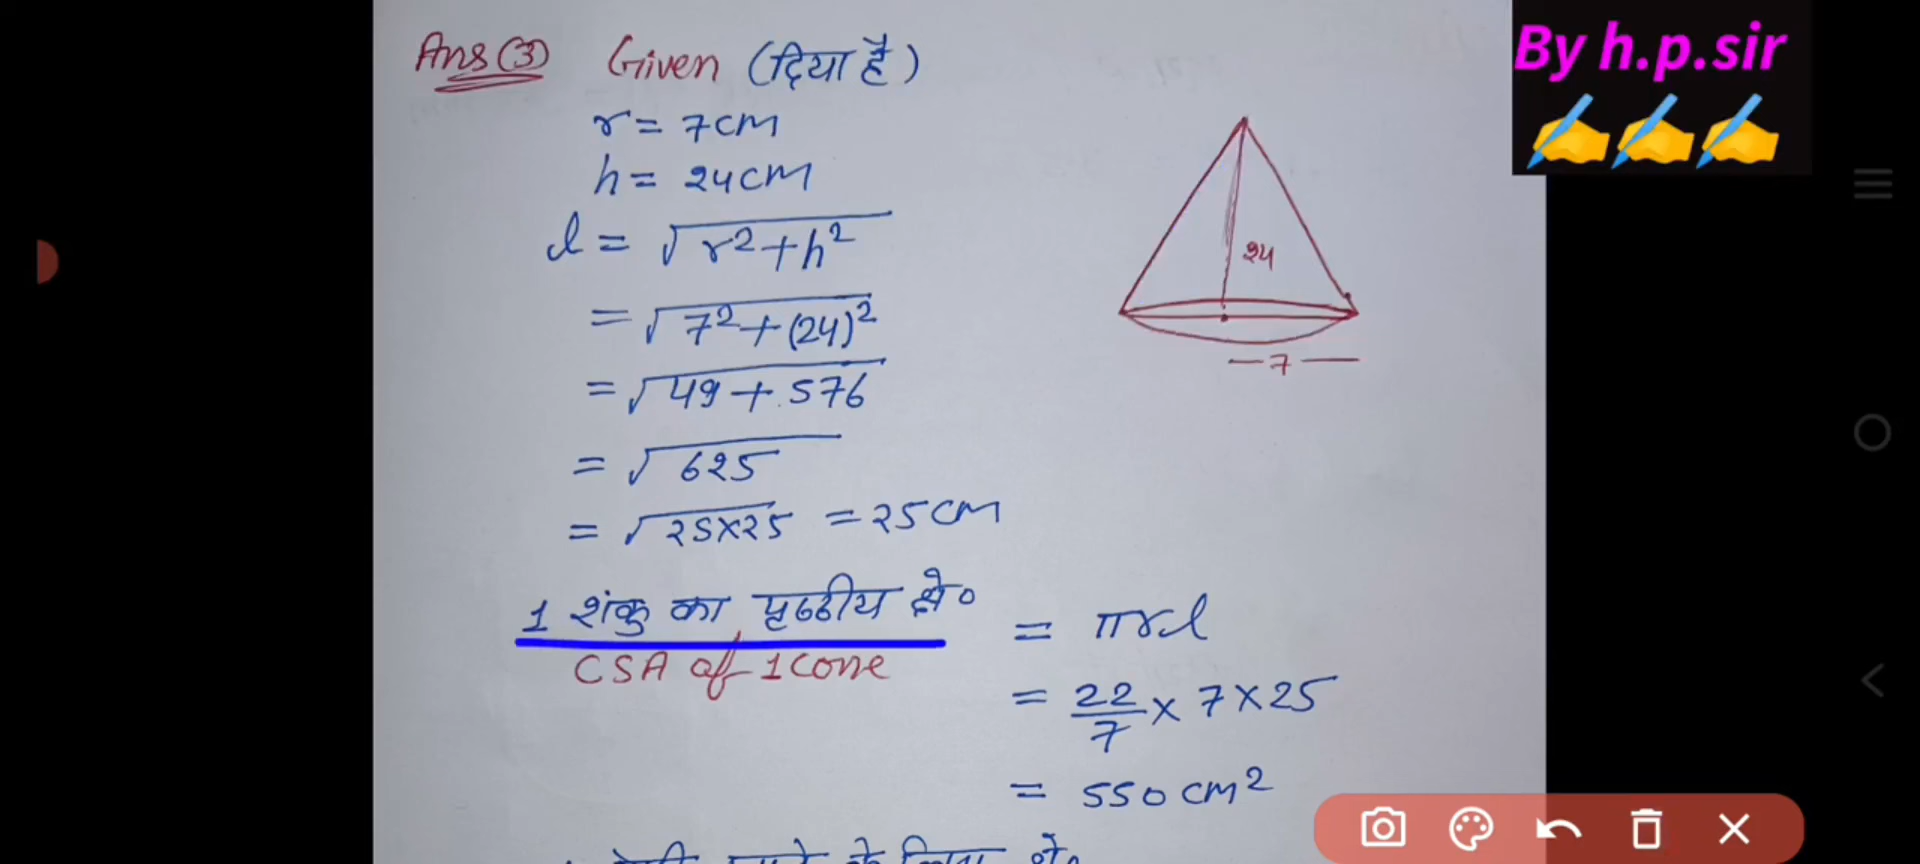 Ans (3) Given (दिया है)
By h.p.sir
r = 7cm
h = 24cm
l = √r²+h²
= √7²+(24)²
= √49+576
= √625
= √25×25 = 25cm
24
7
1 शंकु का पृष्ठीय क्षे०
= πrl
CSA of 1 cone
= 22/7 × 7 × 25
= 550 cm²